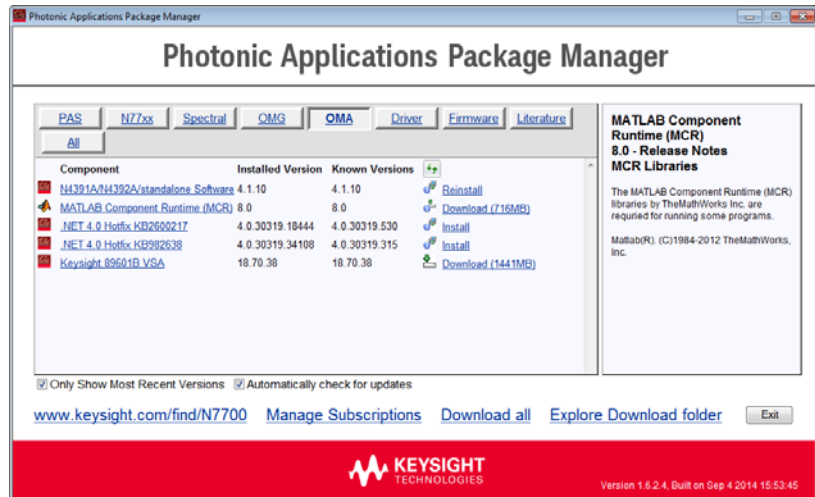 Photonic Applications Package Manager
Photonic Applications Package Manager
PAS N77xx Spectral OMG OMA Driver Firmware Literature
All
Component Installed Version Known Versions
N4391A/N4392A/standalone Software 4.1.10 4.1.10 Reinstall
MATLAB Component Runtime (MCR) 8.0 8.0 Download (716MB)
.NET 4.0 Hotfix KB2600217 4.0.30319.18444 4.0.30319.530 Install
.NET 4.0 Hotfix KB982638 4.0.30319.34108 4.0.30319.315 Install
Keysight 89601B VSA 18.70.38 18.70.38 Download (1441MB)
MATLAB Component
Runtime (MCR)
8.0 - Release Notes
MCR Libraries
The MATLAB Component Runtime (MCR)
libraries by TheMathWorks Inc. are
requried for running some programs.
Matlab(R). (C)1984-2012 TheMathWorks,
Inc.
Only Show Most Recent Versions Automatically check for updates
www.keysight.com/find/N7700 Manage Subscriptions Download all Explore Download folder Exit
KEYSIGHT
TECHNOLOGIES
Version 1.6.2.4, Built on Sep 4 2014 15:53:45